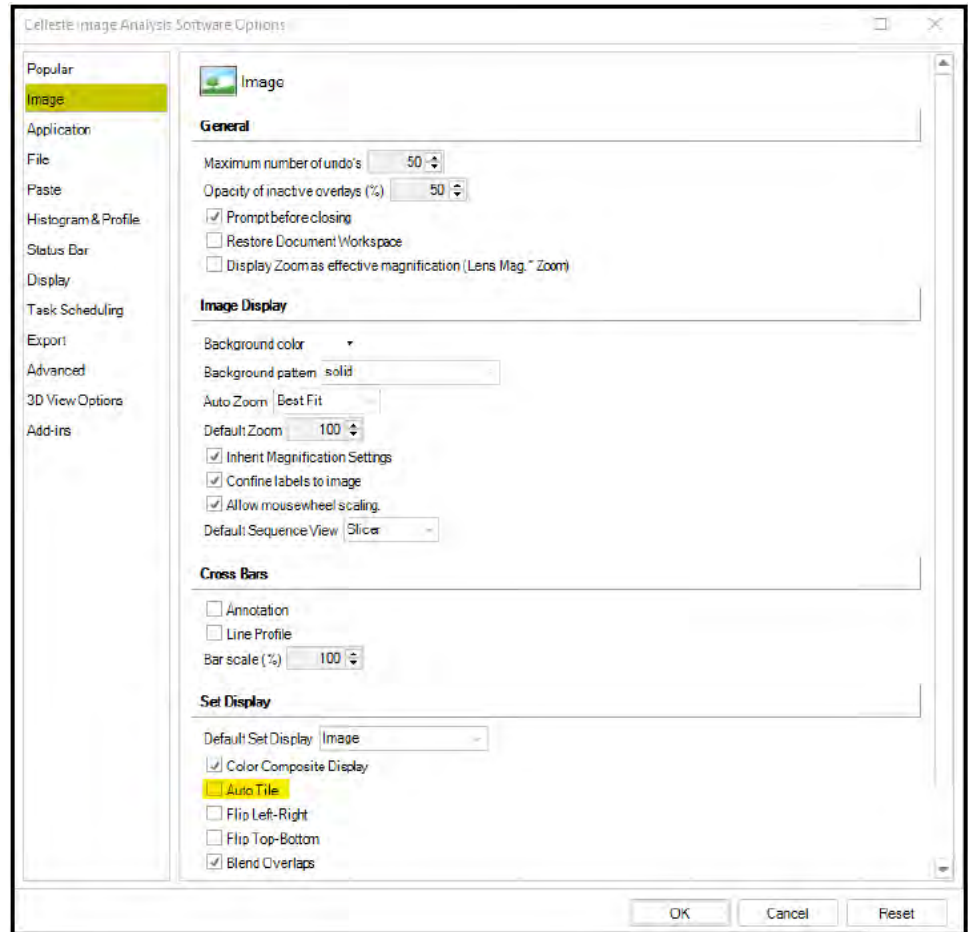 Celleste Image Analysis Software Options
Popular
Image
Application
File
Paste
Histogram & Profile
Status Bar
Display
Task Scheduling
Export
Advanced
3D View Options
Add-ins
Image
General
Maximum number of undo's 50
Opacity of inactive overlays (%) 50
Prompt before closing
Restore Document Workspace
Display Zoom as effective magnification (Lens Mag.* Zoom)
Image Display
Background color
Background pattern solid
Auto Zoom Best Fit
Default Zoom 100
Inherit Magnification Settings
Confine labels to image
Allow mousewheel scaling.
Default Sequence View Slicer
Cross Bars
Annotation
Line Profile
Bar scale (%) 100
Set Display
Default Set Display Image
Color Composite Display
Auto Tile
Flip Left-Right
Flip Top-Bottom
Blend Overlaps
OK Cancel Reset